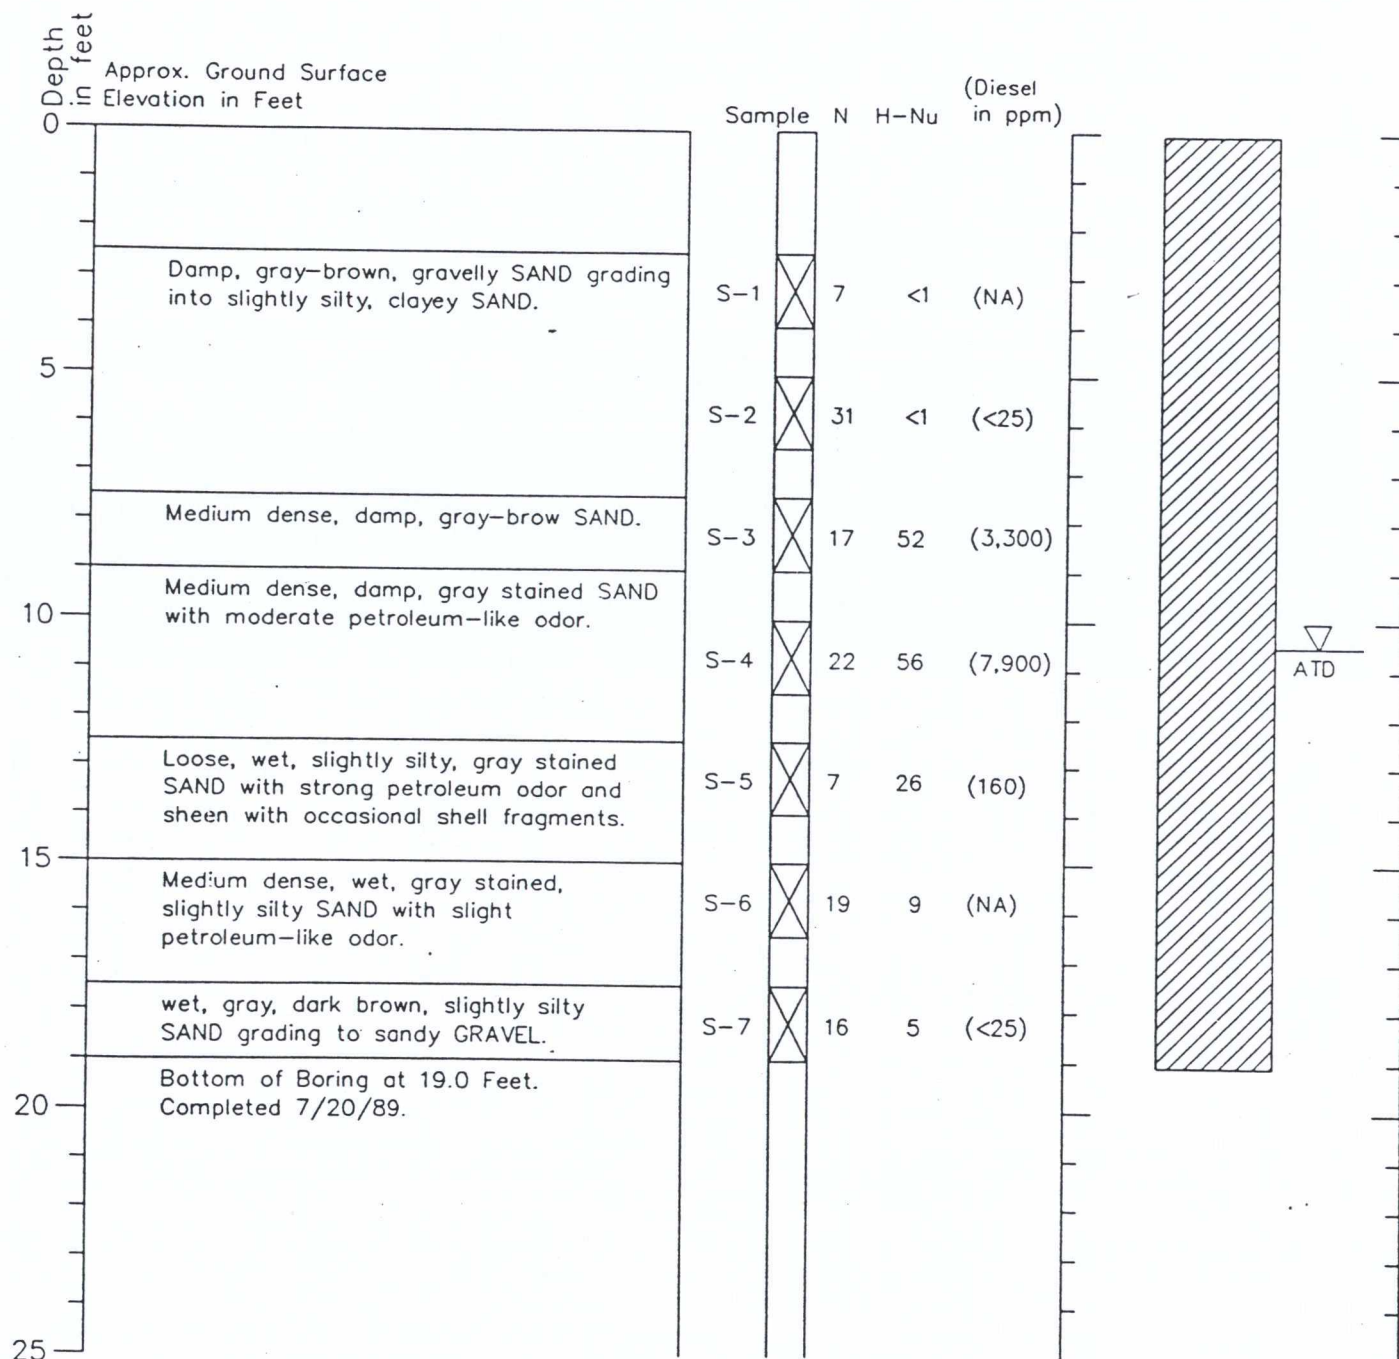 Depth
in feet
Approx. Ground Surface
Elevation in Feet
Sample N H-Nu (Diesel
in ppm)
0
Damp, gray-brown, gravelly SAND grading
into slightly silty, clayey SAND.
S-1 7 <1 (NA)
5
S-2 31 <1 (<25)
Medium dense, damp, gray-brow SAND.
S-3 17 52 (3,300)
Medium dense, damp, gray stained SAND
with moderate petroleum-like odor.
10
S-4 22 56 (7,900)
ATD
Loose, wet, slightly silty, gray stained
SAND with strong petroleum odor and
sheen with occasional shell fragments.
S-5 7 26 (160)
15
Medium dense, wet, gray stained,
slightly silty SAND with slight
petroleum-like odor.
S-6 19 9 (NA)
wet, gray, dark brown, slightly silty
SAND grading to sandy GRAVEL.
S-7 16 5 (<25)
Bottom of Boring at 19.0 Feet.
Completed 7/20/89.
20
25